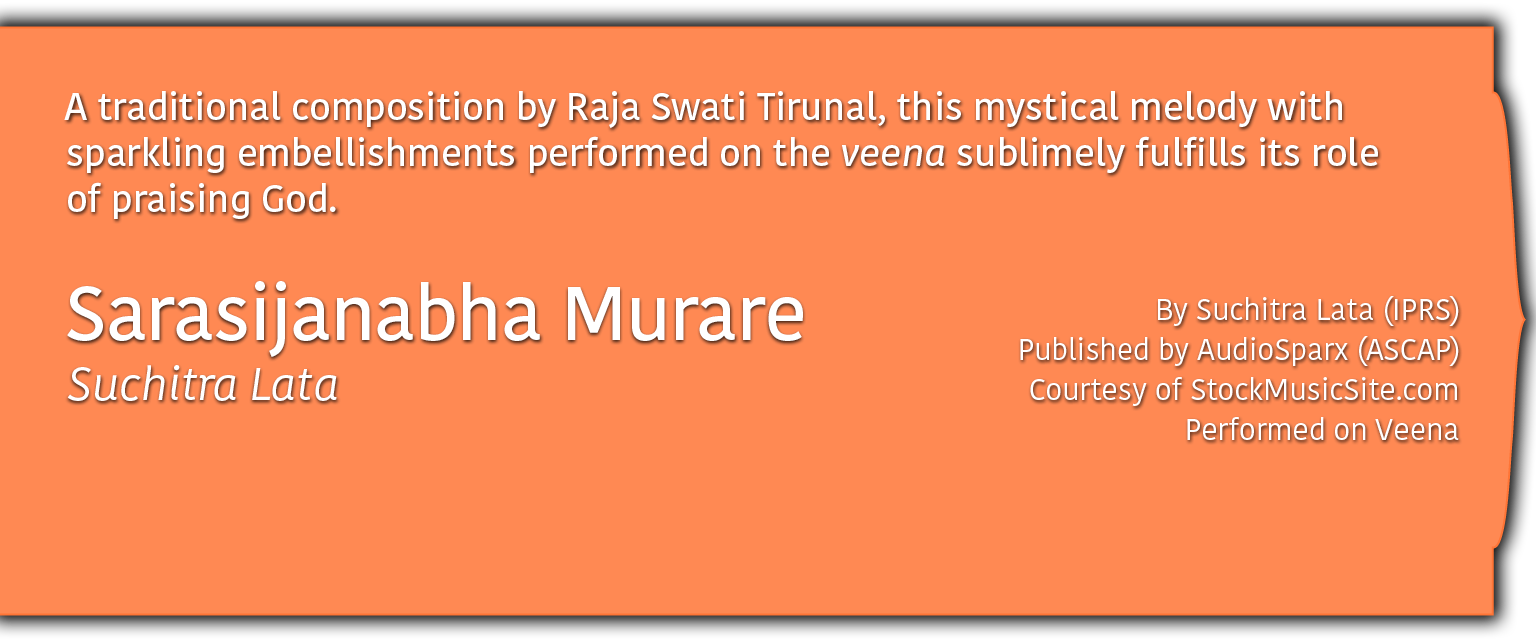 A traditional composition by Raja Swati Tirunal, this mystical melody with
sparkling embellishments performed on the veena sublimely fulfills its role
of praising God.
Sarasijanabha Murare
Suchitra Lata
By Suchitra Lata (IPRS)
Published by AudioSparx (ASCAP)
Courtesy of StockMusicSite.com
Performed on Veena